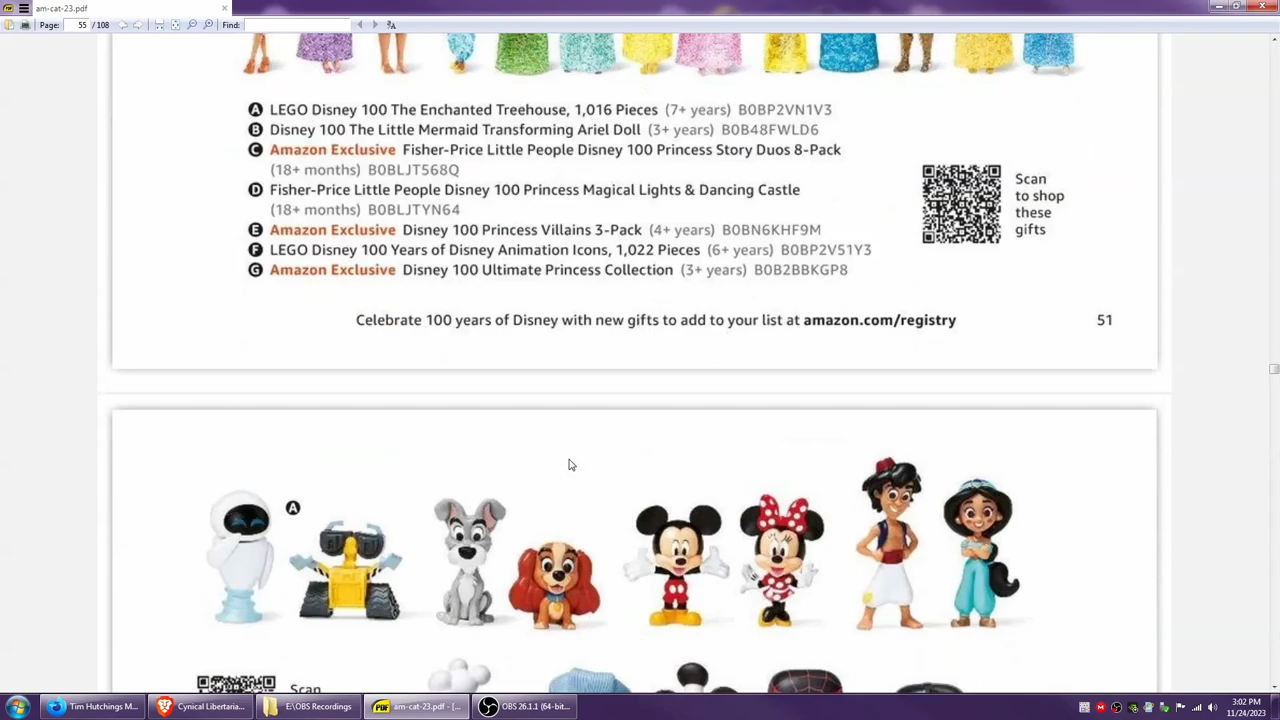 am-cat-23.pdf
Page: 55 / 108 Find:
A LEGO Disney 100 The Enchanted Treehouse, 1,016 Pieces (7+ years) B0BP2VN1V3
B Disney 100 The Little Mermaid Transforming Ariel Doll (3+ years) B0B48FWLD6
C Amazon Exclusive Fisher-Price Little People Disney 100 Princess Story Duos 8-Pack
(18+ months) B0BLJT568Q
D Fisher-Price Little People Disney 100 Princess Magical Lights & Dancing Castle
(18+ months) B0BLJTYN64
E Amazon Exclusive Disney 100 Princess Villains 3-Pack (4+ years) B0BN6KHF9M
F LEGO Disney 100 Years of Disney Animation Icons, 1,022 Pieces (6+ years) B0BP2V51Y3
G Amazon Exclusive Disney 100 Ultimate Princess Collection (3+ years) B0B2BBKGP8
Scan
to shop
these
gifts
Celebrate 100 years of Disney with new gifts to add to your list at amazon.com/registry
51
A
Scan
Tim Hutchings M...
Cynical Libertaria...
E:\OBS Recordings
am-cat-23.pdf - [...
OBS 26.1.1 (64-bit...
3:02 PM
11/24/2023